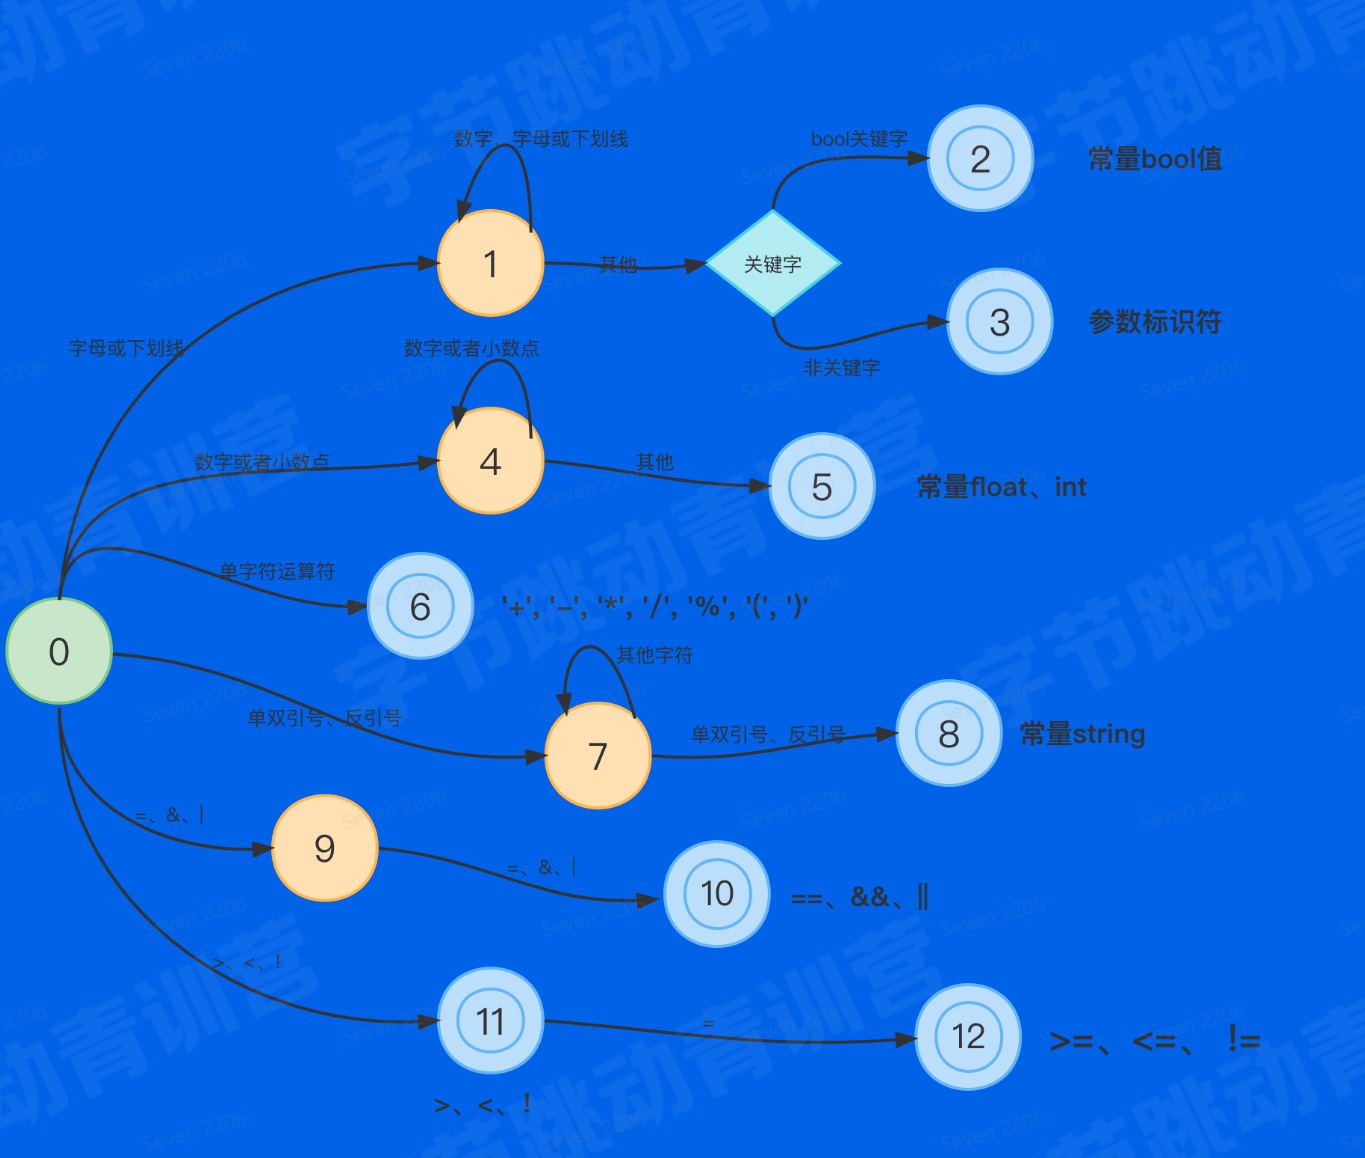 数字、字母或下划线
bool关键字
2
常量bool值
1
其他
关键字
字母或下划线
3
参数标识符
非关键字
数字或者小数点
数字或者小数点
4
其他
5
常量float、int
单字符运算符
6
'+', '-', '*', '/', '%', '(', ')'
0
其他字符
单双引号、反引号
7
单双引号、反引号
8
常量string
=、&、|
9
=、&、|
10
==、&&、||
>、<、!
11
=
12
>=、<=、 !=
>、<、!
字节跳动青训营
Seven 2206